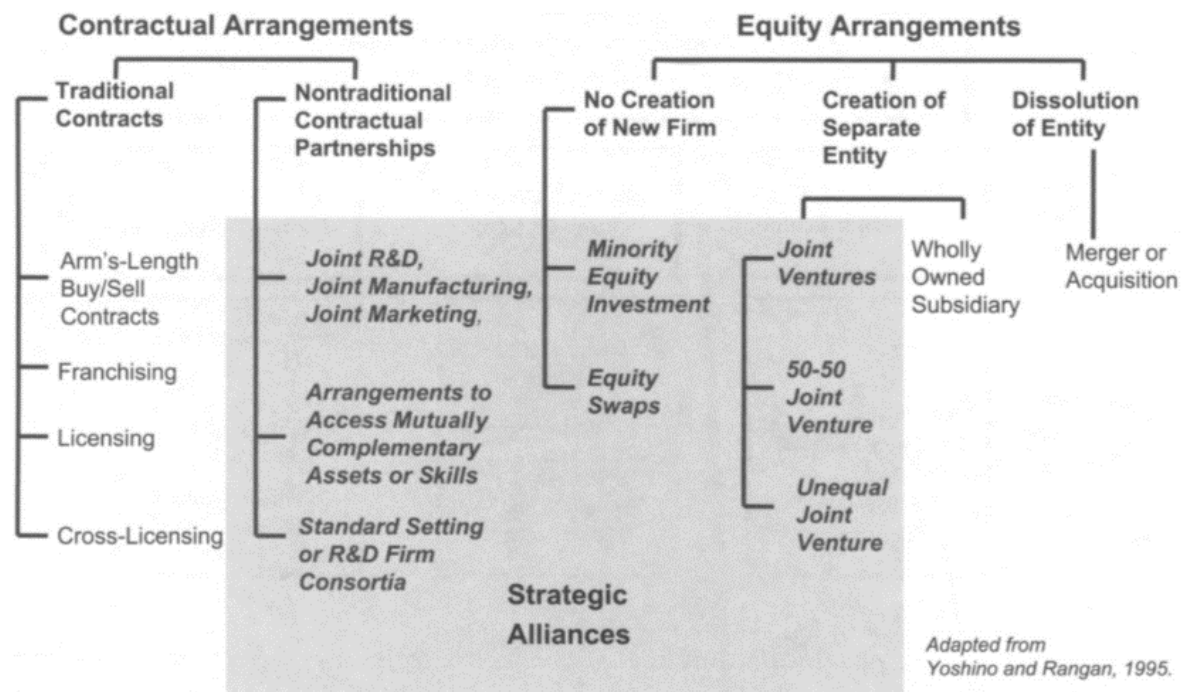 Contractual Arrangements
Equity Arrangements
Traditional
Contracts
Nontraditional
Contractual
Partnerships
No Creation
of New Firm
Creation of
Separate
Entity
Dissolution
of Entity
Arm's-Length
Buy/Sell
Contracts
Franchising
Licensing
Cross-Licensing
Joint R&D,
Joint Manufacturing,
Joint Marketing,
Arrangements to
Access Mutually
Complementary
Assets or Skills
Standard Setting
or R&D Firm
Consortia
Minority
Equity
Investment
Equity
Swaps
Joint
Ventures
50-50
Joint
Venture
Unequal
Joint
Venture
Wholly
Owned
Subsidiary
Merger or
Acquisition
Strategic
Alliances
Adapted from
Yoshino and Rangan, 1995.